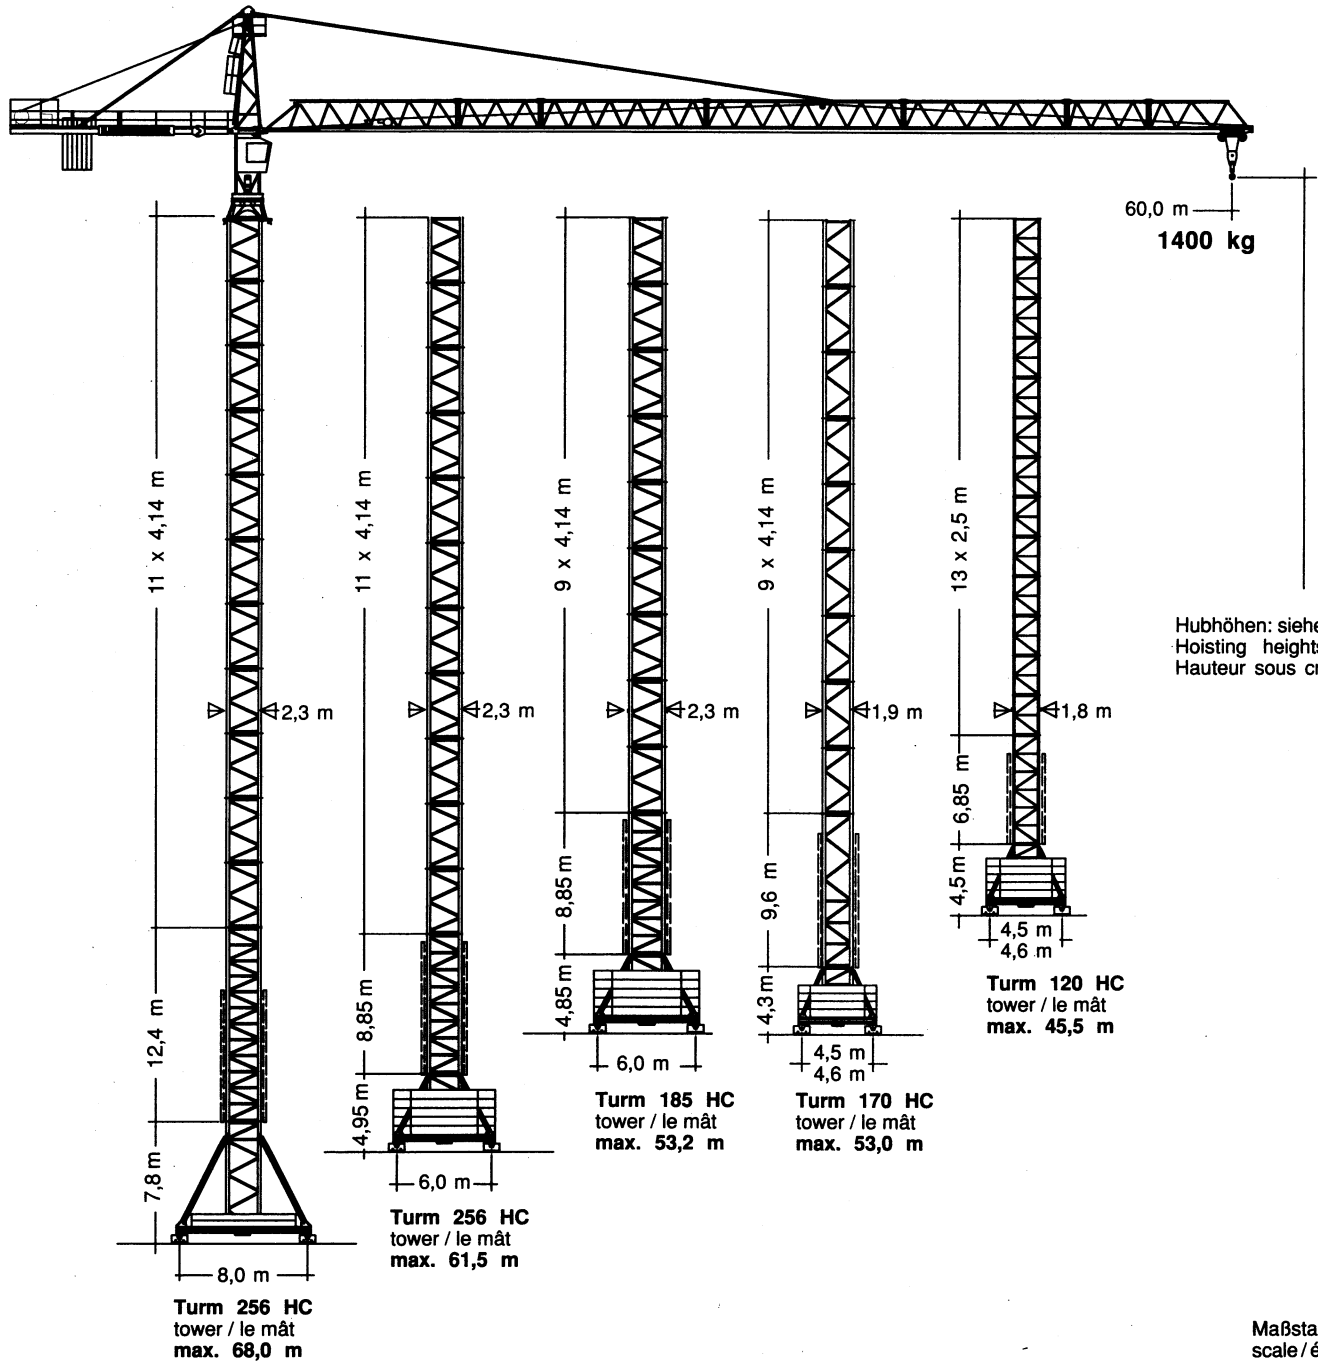 60,0 m
1400 kg
11 x 4,14 m
11 x 4,14 m
9 x 4,14 m
9 x 4,14 m
13 x 2,5 m
Hubhöhen: siehe
Hoisting heights
Hauteur sous cr
2,3 m
2,3 m
2,3 m
1,9 m
1,8 m
12,4 m
8,85 m
8,85 m
9,6 m
6,85 m
7,8 m
4,95 m
4,85 m
4,3 m
4,5 m
4,5 m
4,6 m
Turm 120 HC
tower / le mât
max. 45,5 m
6,0 m
4,5 m
4,6 m
Turm 185 HC
tower / le mât
max. 53,2 m
Turm 170 HC
tower / le mât
max. 53,0 m
6,0 m
Turm 256 HC
tower / le mât
max. 61,5 m
8,0 m
Turm 256 HC
tower / le mât
max. 68,0 m
Maßsta
scale / é